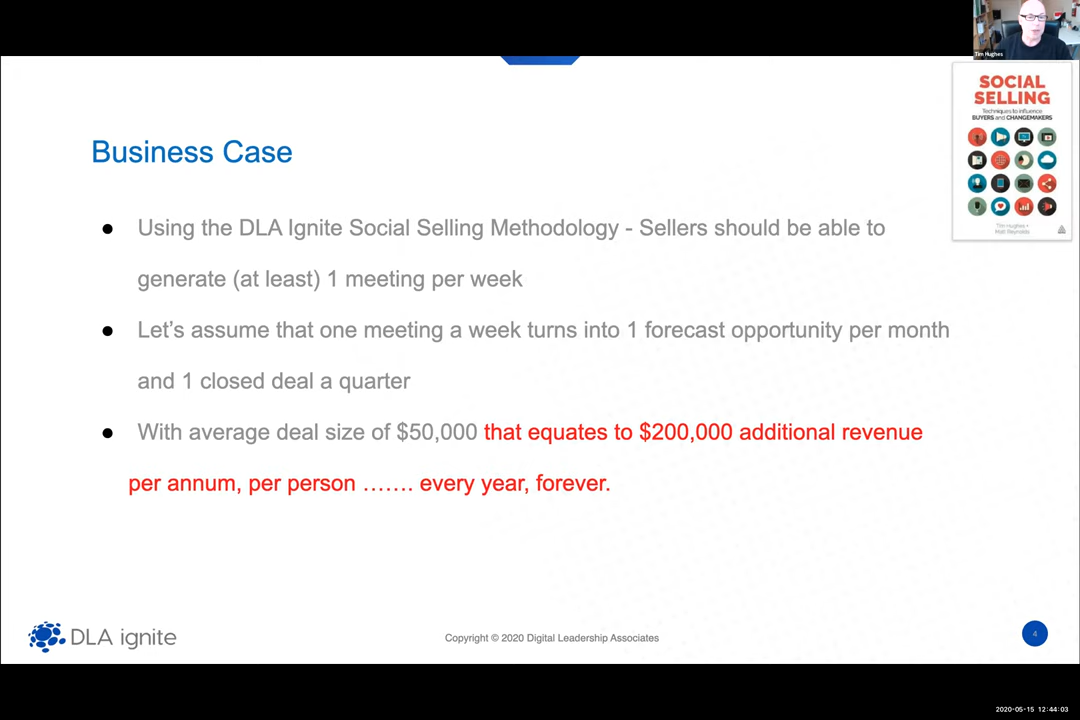 Tim Hughes
SOCIAL
SELLING
Techniques to Influence
BUYERS and CHANGEMAKERS
Tim Hughes +
Matt Reynolds
Business Case
● Using the DLA Ignite Social Selling Methodology - Sellers should be able to
generate (at least) 1 meeting per week
● Let’s assume that one meeting a week turns into 1 forecast opportunity per month
and 1 closed deal a quarter
● With average deal size of $50,000 that equates to $200,000 additional revenue
per annum, per person ……. every year, forever.
DLA ignite
Copyright © 2020 Digital Leadership Associates
4
2020-05-15 12:44:03